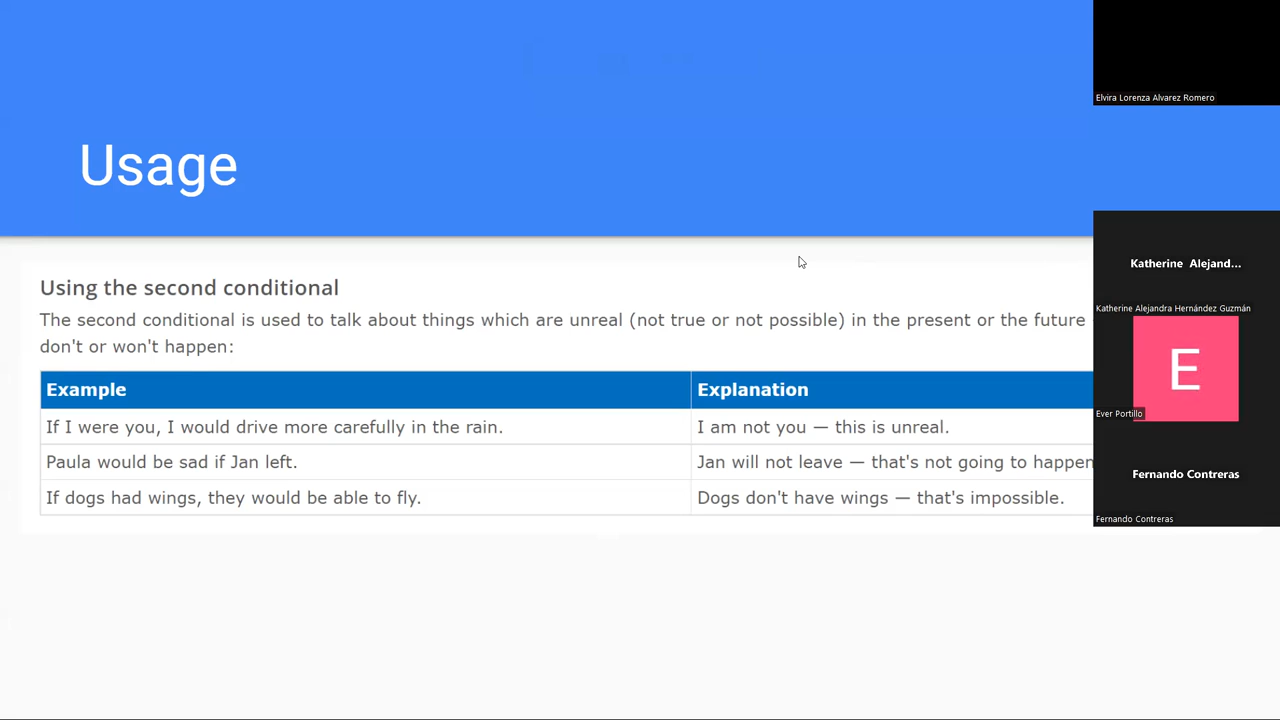 Usage
Using the second conditional
The second conditional is used to talk about things which are unreal (not true or not possible) in the present or the future
don't or won't happen:
Example Explanation
If I were you, I would drive more carefully in the rain. I am not you — this is unreal.
Paula would be sad if Jan left. Jan will not leave — that's not going to happen
If dogs had wings, they would be able to fly. Dogs don't have wings — that's impossible.
Elvira Lorenza Alvarez Romero
Katherine Alejand...
Katherine Alejandra Hernández Guzmán
E
Ever Portillo
Fernando Contreras
Fernando Contreras